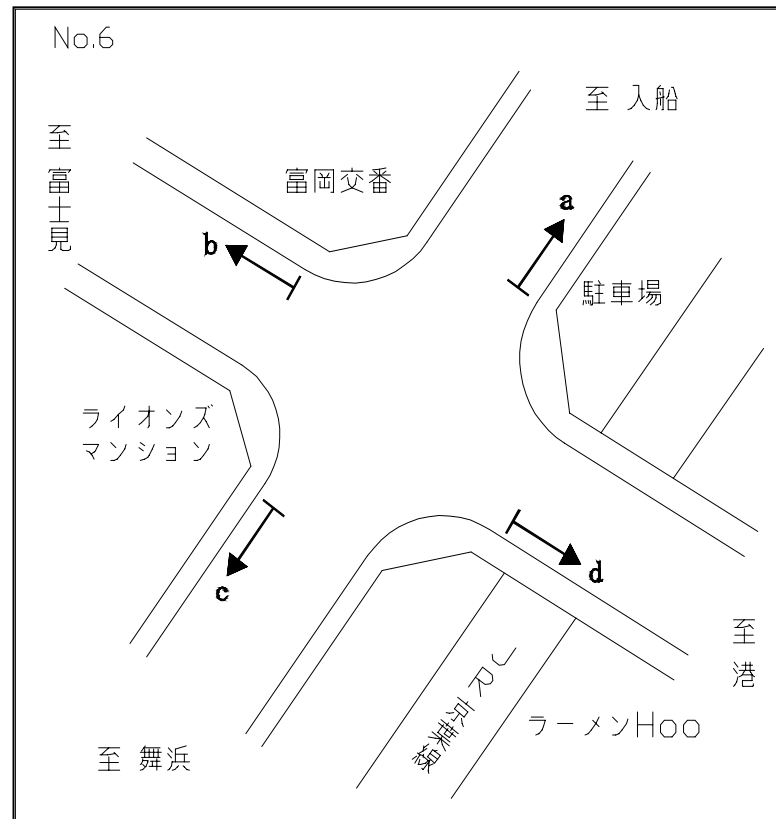 No.6
至 入船
至 富士見
富岡交番
a
b
駐車場
ライオンズ
マンション
c
d
至 港
JR京葉線
ラーメンHoo
至 舞浜